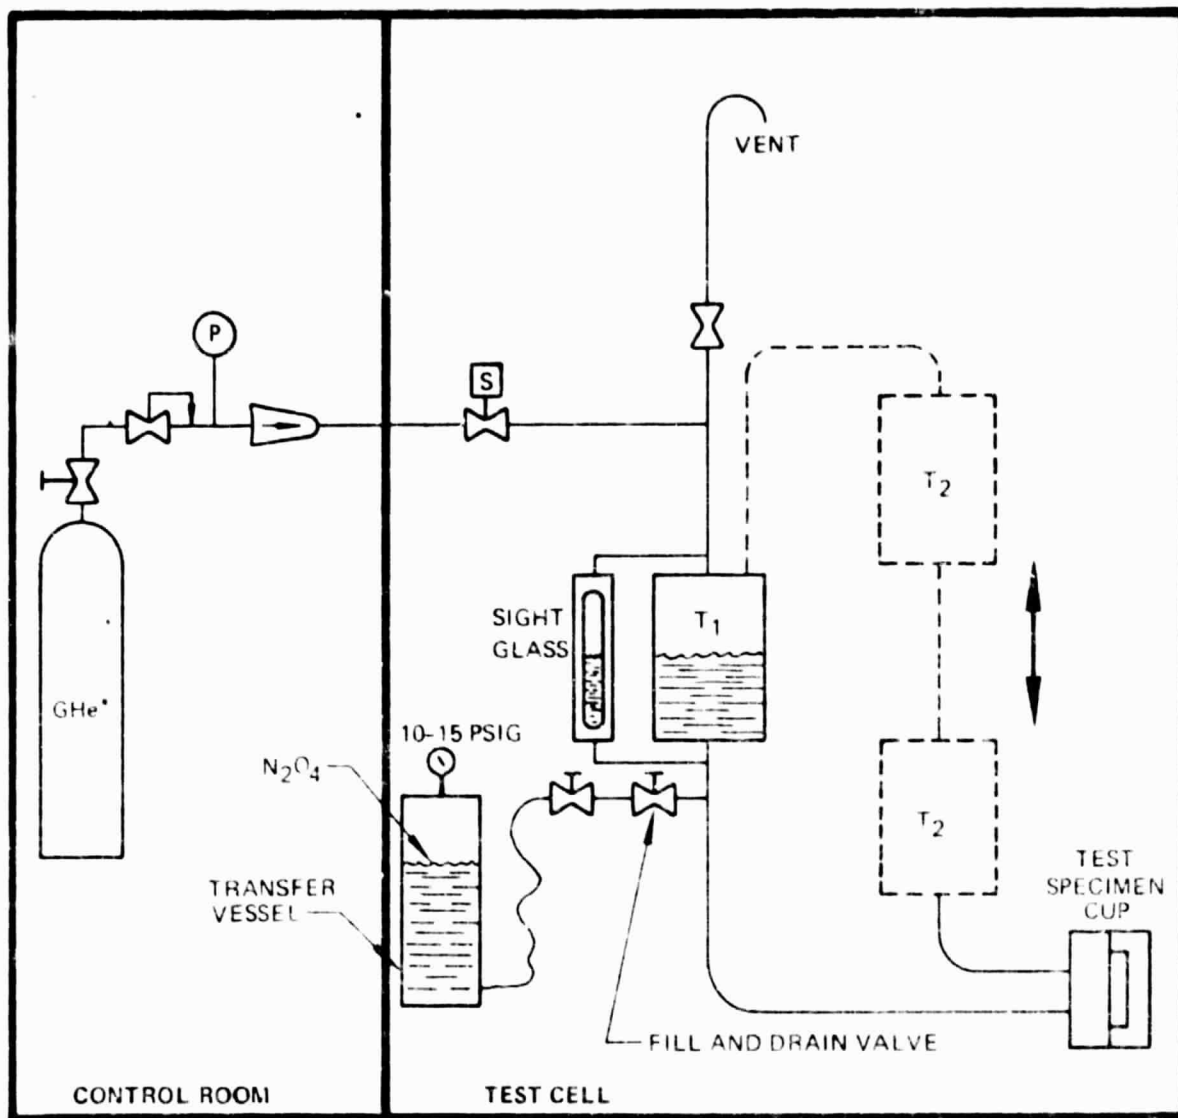 VENT
P
S
T2
SIGHT
GLASS
T1
GHe*
10-15 PSIG
N2O4
T2
TRANSFER
VESSEL
TEST
SPECIMEN
CUP
FILL AND DRAIN VALVE
CONTROL ROOM
TEST CELL